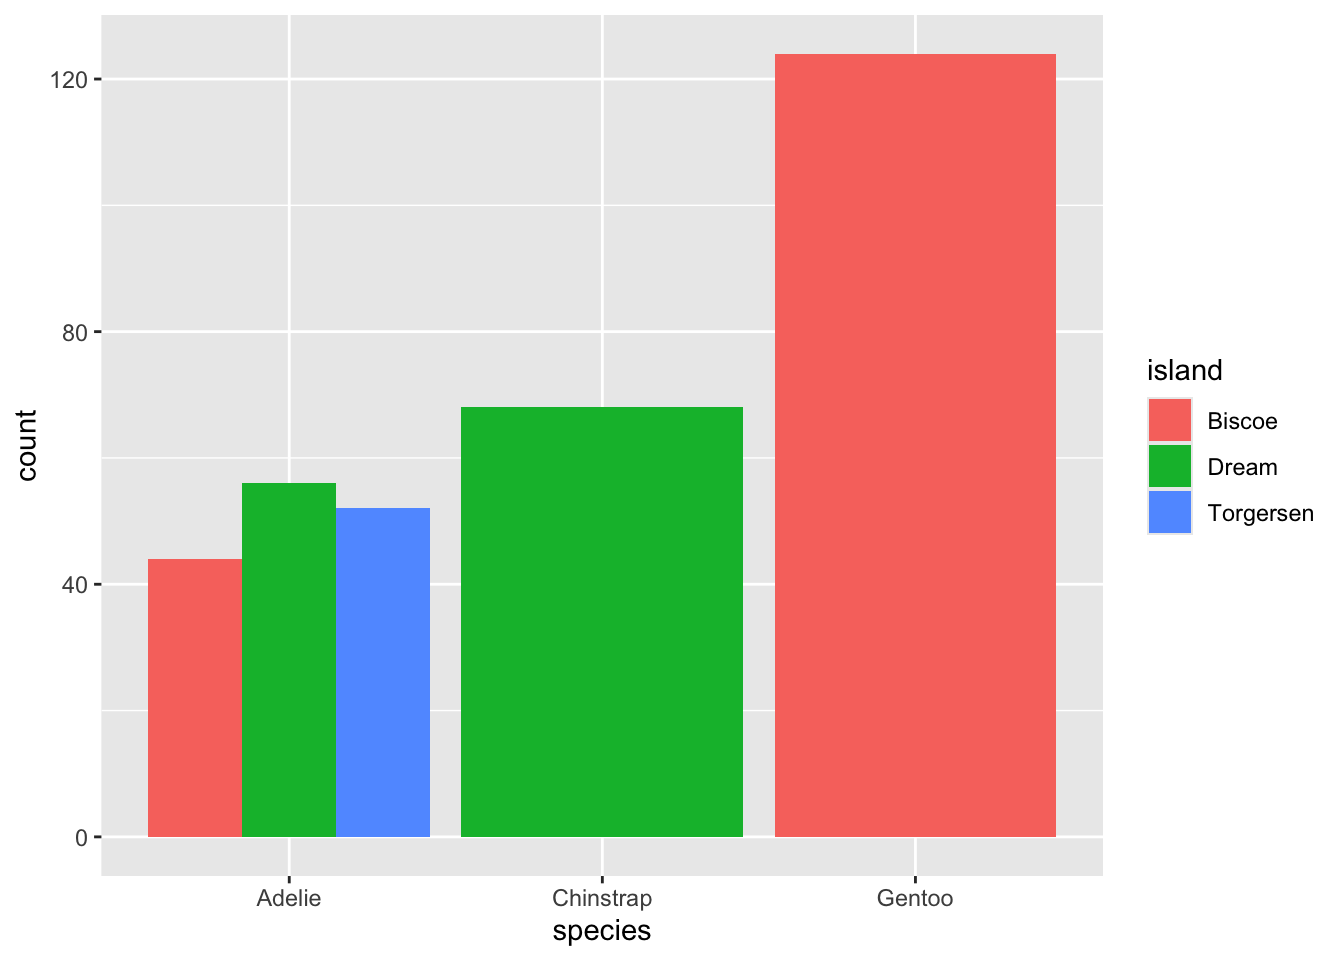 120
80
40
0
count
Adelie
Chinstrap
Gentoo
species
island
Biscoe
Dream
Torgersen